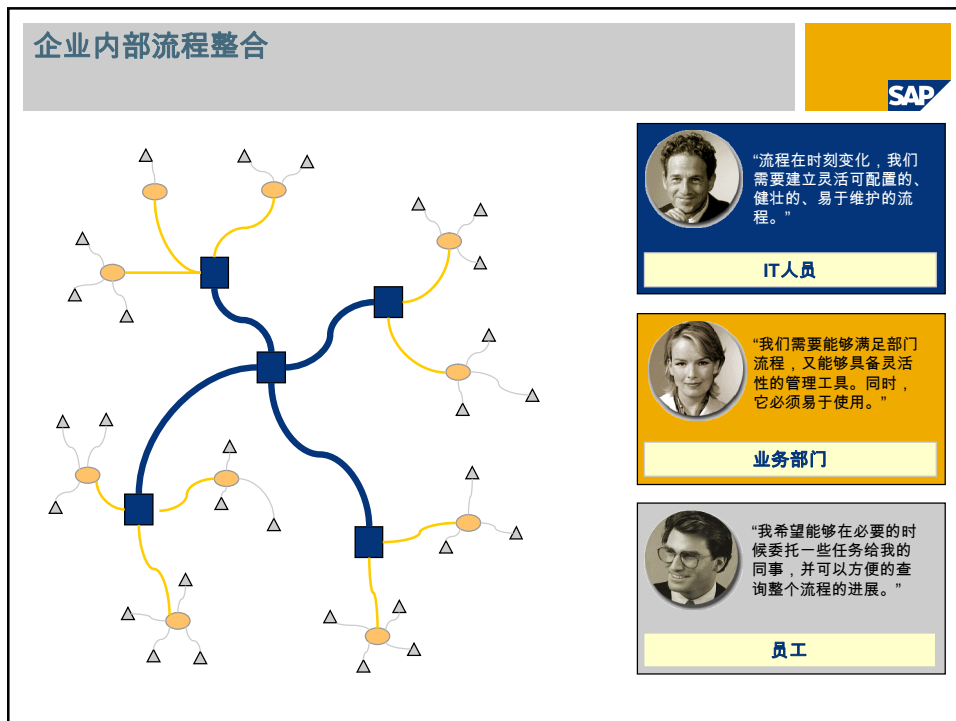 企业内部流程整合
SAP
“流程在时刻变化，我们
需要建立灵活可配置的、
健壮的、易于维护的流
程。”
IT人员
“我们需要能够满足部门
流程，又能够具备灵活
性的管理工具。同时，
它必须易于使用。”
业务部门
“我希望能够在必要的时
候委托一些任务给我的
同事，并可以方便的查
询整个流程的进展。”
员工